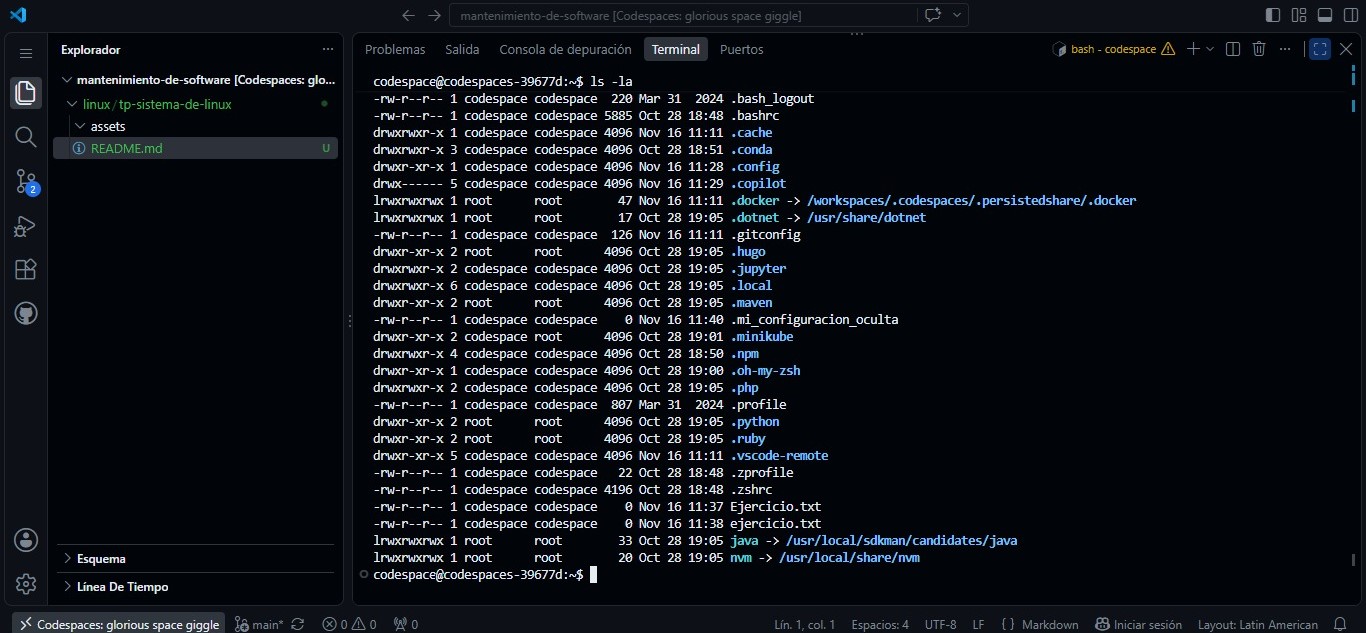 mantenimiento-de-software [Codespaces: glorious space giggle]
Explorador
mantenimiento-de-software [Codespaces: glo...
linux / tp-sistema-de-linux
assets
README.md U
2
Esquema
Línea De Tiempo
Problemas Salida Consola de depuración Terminal Puertos
bash - codespace
codespace@codespaces-39677d:~$ ls -la
-rw-r--r-- 1 codespace codespace 220 Mar 31 2024 .bash_logout
-rw-r--r-- 1 codespace codespace 5885 Oct 28 18:48 .bashrc
drwxrwxr-x 1 codespace codespace 4096 Nov 16 11:11 .cache
drwxrwxr-x 3 codespace codespace 4096 Oct 28 18:51 .conda
drwxr-xr-x 1 codespace codespace 4096 Nov 16 11:28 .config
drwx------ 5 codespace codespace 4096 Nov 16 11:29 .copilot
lrwxrwxrwx 1 root root 47 Nov 16 11:11 .docker -> /workspaces/.codespaces/.persistedshare/.docker
lrwxrwxrwx 1 root root 17 Oct 28 19:05 .dotnet -> /usr/share/dotnet
-rw-r--r-- 1 codespace codespace 126 Nov 16 11:11 .gitconfig
drwxr-xr-x 2 root root 4096 Oct 28 19:05 .hugo
drwxrwxr-x 2 codespace codespace 4096 Oct 28 19:05 .jupyter
drwxrwxr-x 6 codespace codespace 4096 Oct 28 19:05 .local
drwxr-xr-x 2 root root 4096 Oct 28 19:05 .maven
-rw-r--r-- 1 codespace codespace 0 Nov 16 11:40 .mi_configuracion_oculta
drwxr-xr-x 2 root root 4096 Oct 28 19:01 .minikube
drwxrwxr-x 4 codespace codespace 4096 Oct 28 18:50 .npm
drwxr-xr-x 1 codespace codespace 4096 Oct 28 19:00 .oh-my-zsh
drwxrwxr-x 2 codespace codespace 4096 Oct 28 19:05 .php
-rw-r--r-- 1 codespace codespace 807 Mar 31 2024 .profile
drwxr-xr-x 2 root root 4096 Oct 28 19:05 .python
drwxr-xr-x 2 root root 4096 Oct 28 19:05 .ruby
drwxr-xr-x 5 codespace codespace 4096 Nov 16 11:11 .vscode-remote
-rw-r--r-- 1 codespace codespace 22 Oct 28 18:48 .zprofile
-rw-r--r-- 1 codespace codespace 4196 Oct 28 18:48 .zshrc
-rw-r--r-- 1 codespace codespace 0 Nov 16 11:37 Ejercicio.txt
-rw-r--r-- 1 codespace codespace 0 Nov 16 11:38 ejercicio.txt
lrwxrwxrwx 1 root root 33 Oct 28 19:05 java -> /usr/local/sdkman/candidates/java
lrwxrwxrwx 1 root root 20 Oct 28 19:05 nvm -> /usr/local/share/nvm
codespace@codespaces-39677d:~$
Codespaces: glorious space giggle main* 0 0 0 Lín. 1, col. 1 Espacios: 4 UTF-8 LF { } Markdown Iniciar sesión Layout: Latin American